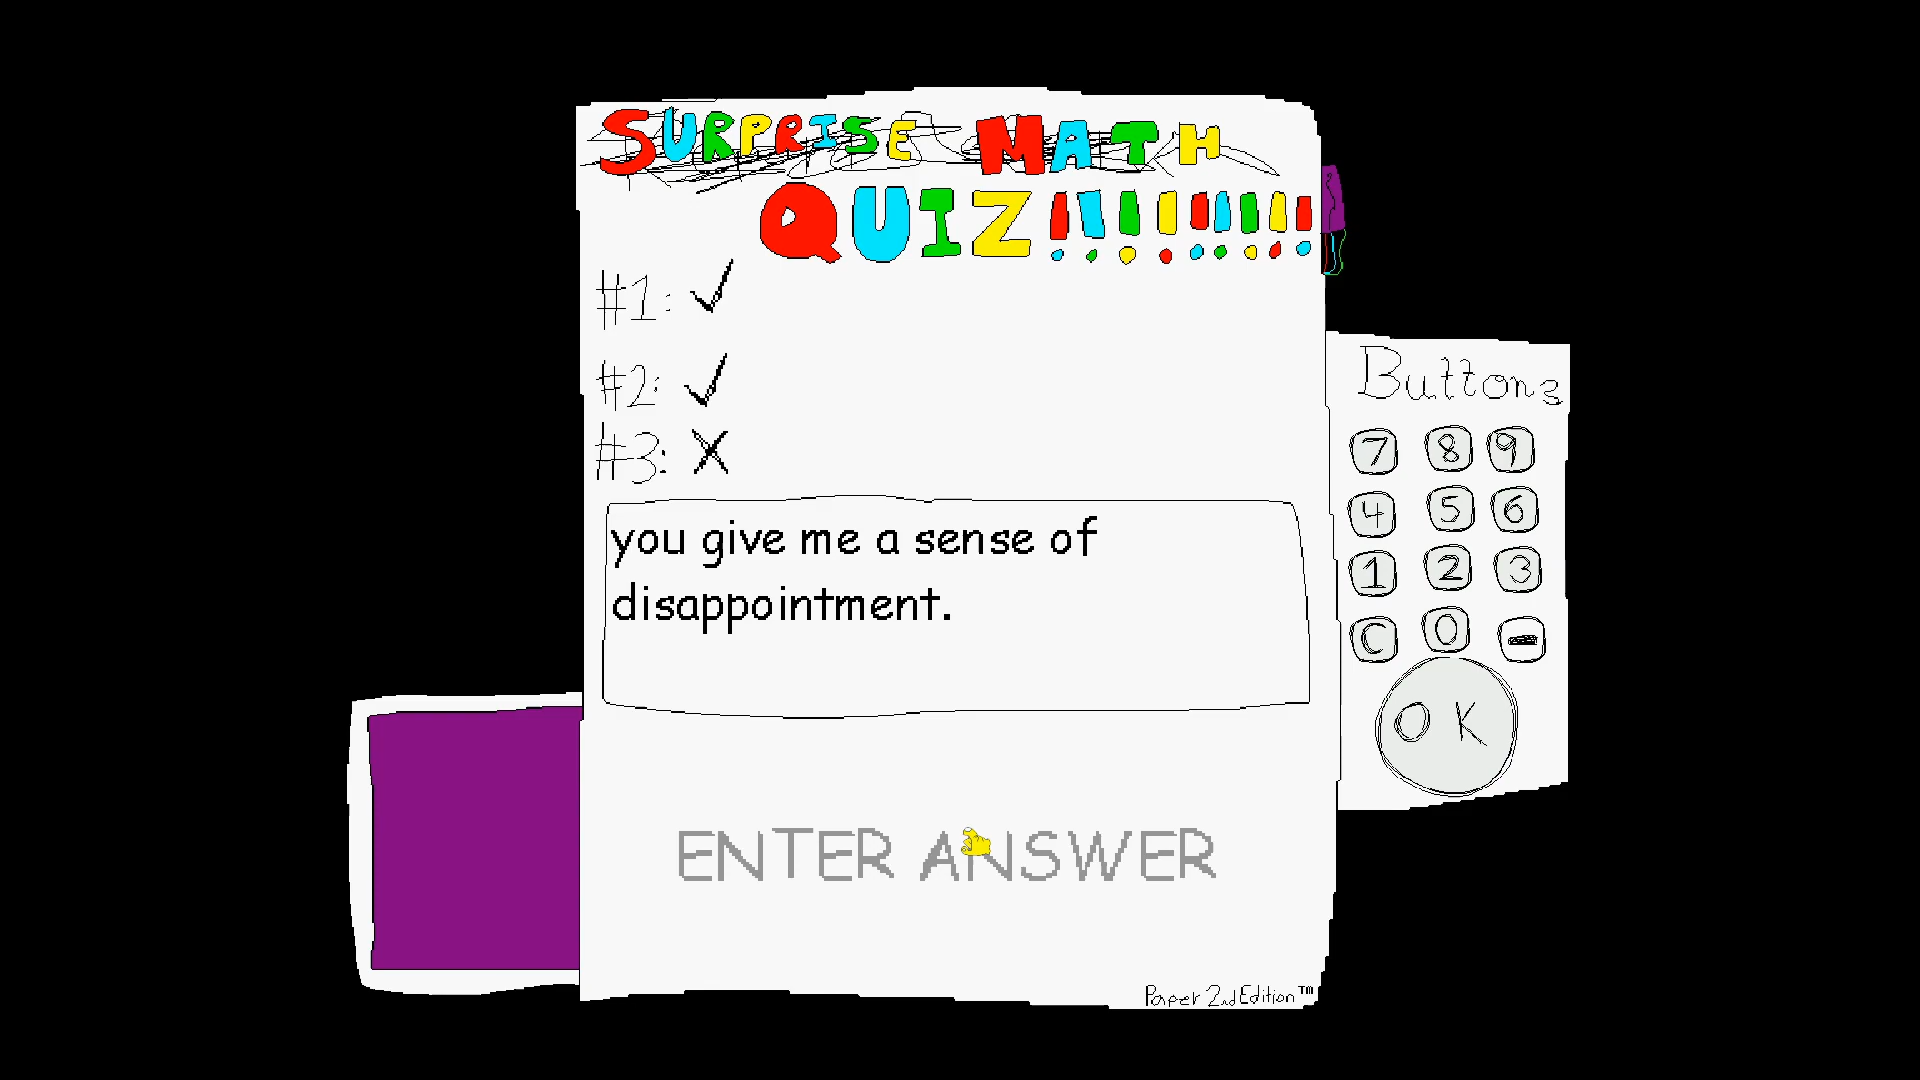 SURPRISE MATH
QUIZ!!!!!!!!!
#1: ✓
#2: ✓
#3: X
you give me a sense of
disappointment.
ENTER ANSWER
Paper 2nd Edition™
Buttons
7 8 9
4 5 6
1 2 3
C 0 -
OK